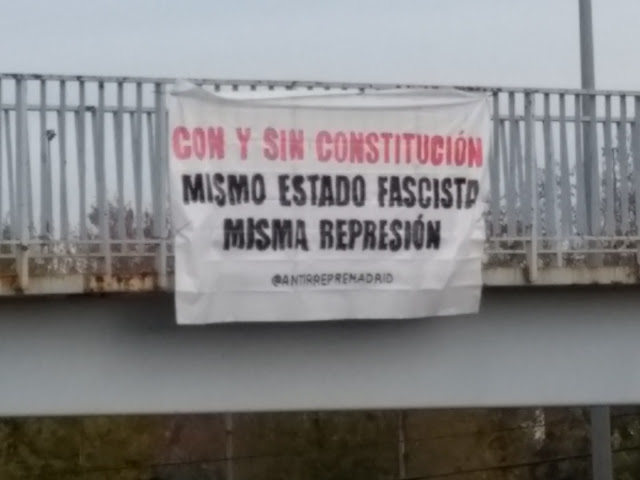 CON Y SIN CONSTITUCIÓN
MISMO ESTADO FASCISTA
MISMA REPRESIÓN
@ANTIRREPREMADRID